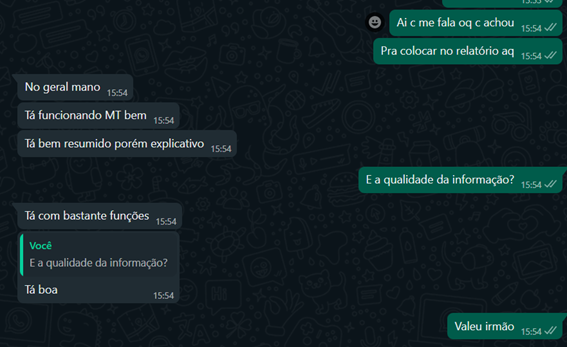 Ai c me fala oq c achou 15:54
Pra colocar no relatório aq 15:54
No geral mano 15:54
Tá funcionando MT bem 15:54
Tá bem resumido porém explicativo 15:54
E a qualidade da informação? 15:54
Tá com bastante funções 15:54
Você
E a qualidade da informação?
Tá boa 15:54
Valeu irmão 15:54